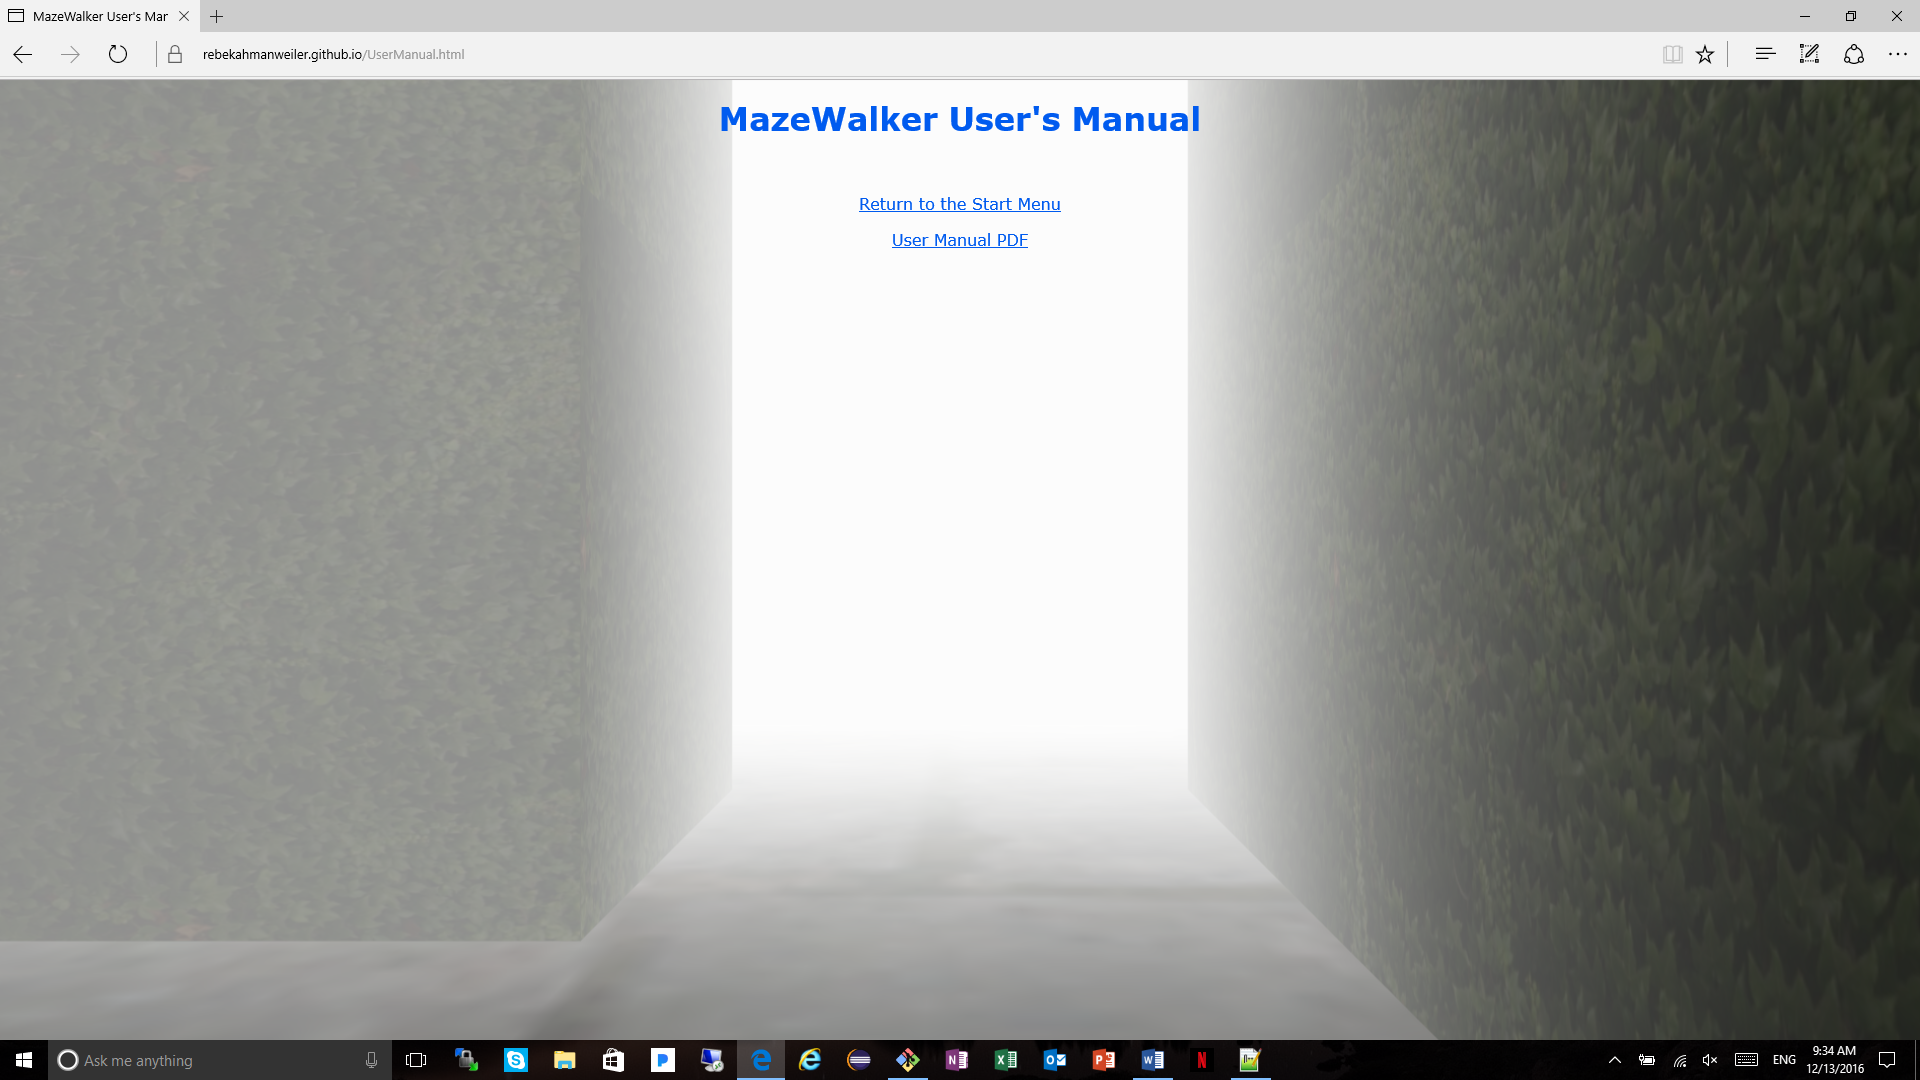 MazeWalker User's Mar
rebekahmanweiler.github.io/UserManual.html
MazeWalker User's Manual
Return to the Start Menu
User Manual PDF
Ask me anything
ENG
9:34 AM
12/13/2016